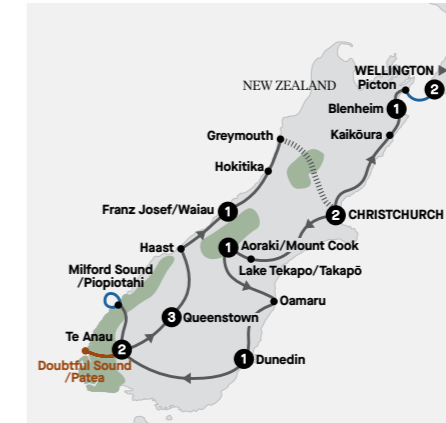 WELLINGTON
Picton
2
NEW ZEALAND
Blenheim
1
Kaikōura
Greymouth
Hokitika
Franz Josef/Waiau
1
2
CHRISTCHURCH
Haast
1
Aoraki/Mount Cook
Lake Tekapo/Takapō
Milford Sound
/Piopiotahi
Oamaru
3
Queenstown
Te Anau
2
Doubtful Sound
/Patea
1
Dunedin